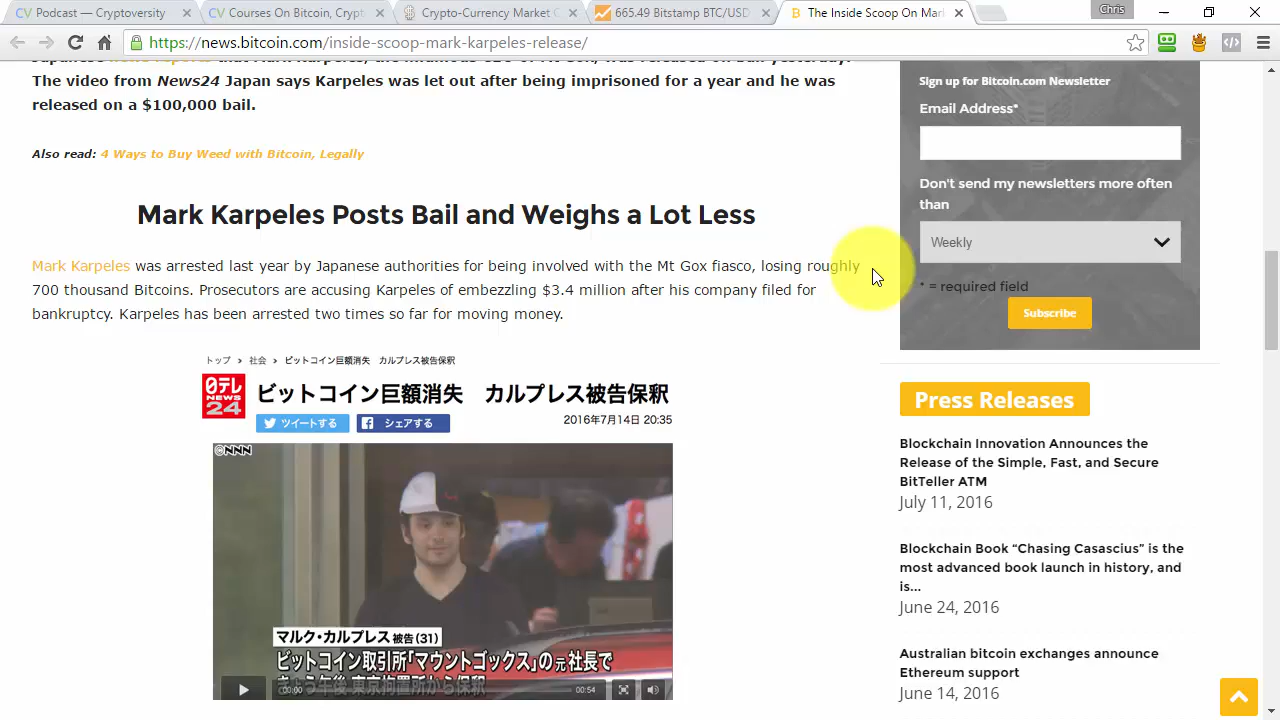 CV Podcast — Cryptoversity
CV Courses On Bitcoin, Crypt
Crypto-Currency Market C
665.49 Bitstamp BTC/USD
The Inside Scoop On Mar
Chris
https://news.bitcoin.com/inside-scoop-mark-karpeles-release/
The video from News24 Japan says Karpeles was let out after being imprisoned for a year and he was
released on a $100,000 bail.
Also read: 4 Ways to Buy Weed with Bitcoin, Legally
Mark Karpeles Posts Bail and Weighs a Lot Less
Mark Karpeles was arrested last year by Japanese authorities for being involved with the Mt Gox fiasco, losing roughly
700 thousand Bitcoins. Prosecutors are accusing Karpeles of embezzling $3.4 million after his company filed for
bankruptcy. Karpeles has been arrested two times so far for moving money.
トップ > 社会 > ビットコイン巨額消失 カルプレス被告保釈
日テレ
NEWS
24
ビットコイン巨額消失 カルプレス被告保釈
ツイートする
シェアする
2016年7月14日 20:35
©NNN
マルク・カルプレス被告(31)
ビットコイン取引所「マウントゴックス」の元社長で
きょう午後 東京拘置所から保釈
00:00
00:54
Sign up for Bitcoin.com Newsletter
Email Address*
Don't send my newsletters more often
than
Weekly
* = required field
Subscribe
Press Releases
Blockchain Innovation Announces the
Release of the Simple, Fast, and Secure
BitTeller ATM
July 11, 2016
Blockchain Book “Chasing Casascius” is the
most advanced book launch in history, and
is...
June 24, 2016
Australian bitcoin exchanges announce
Ethereum support
June 14, 2016